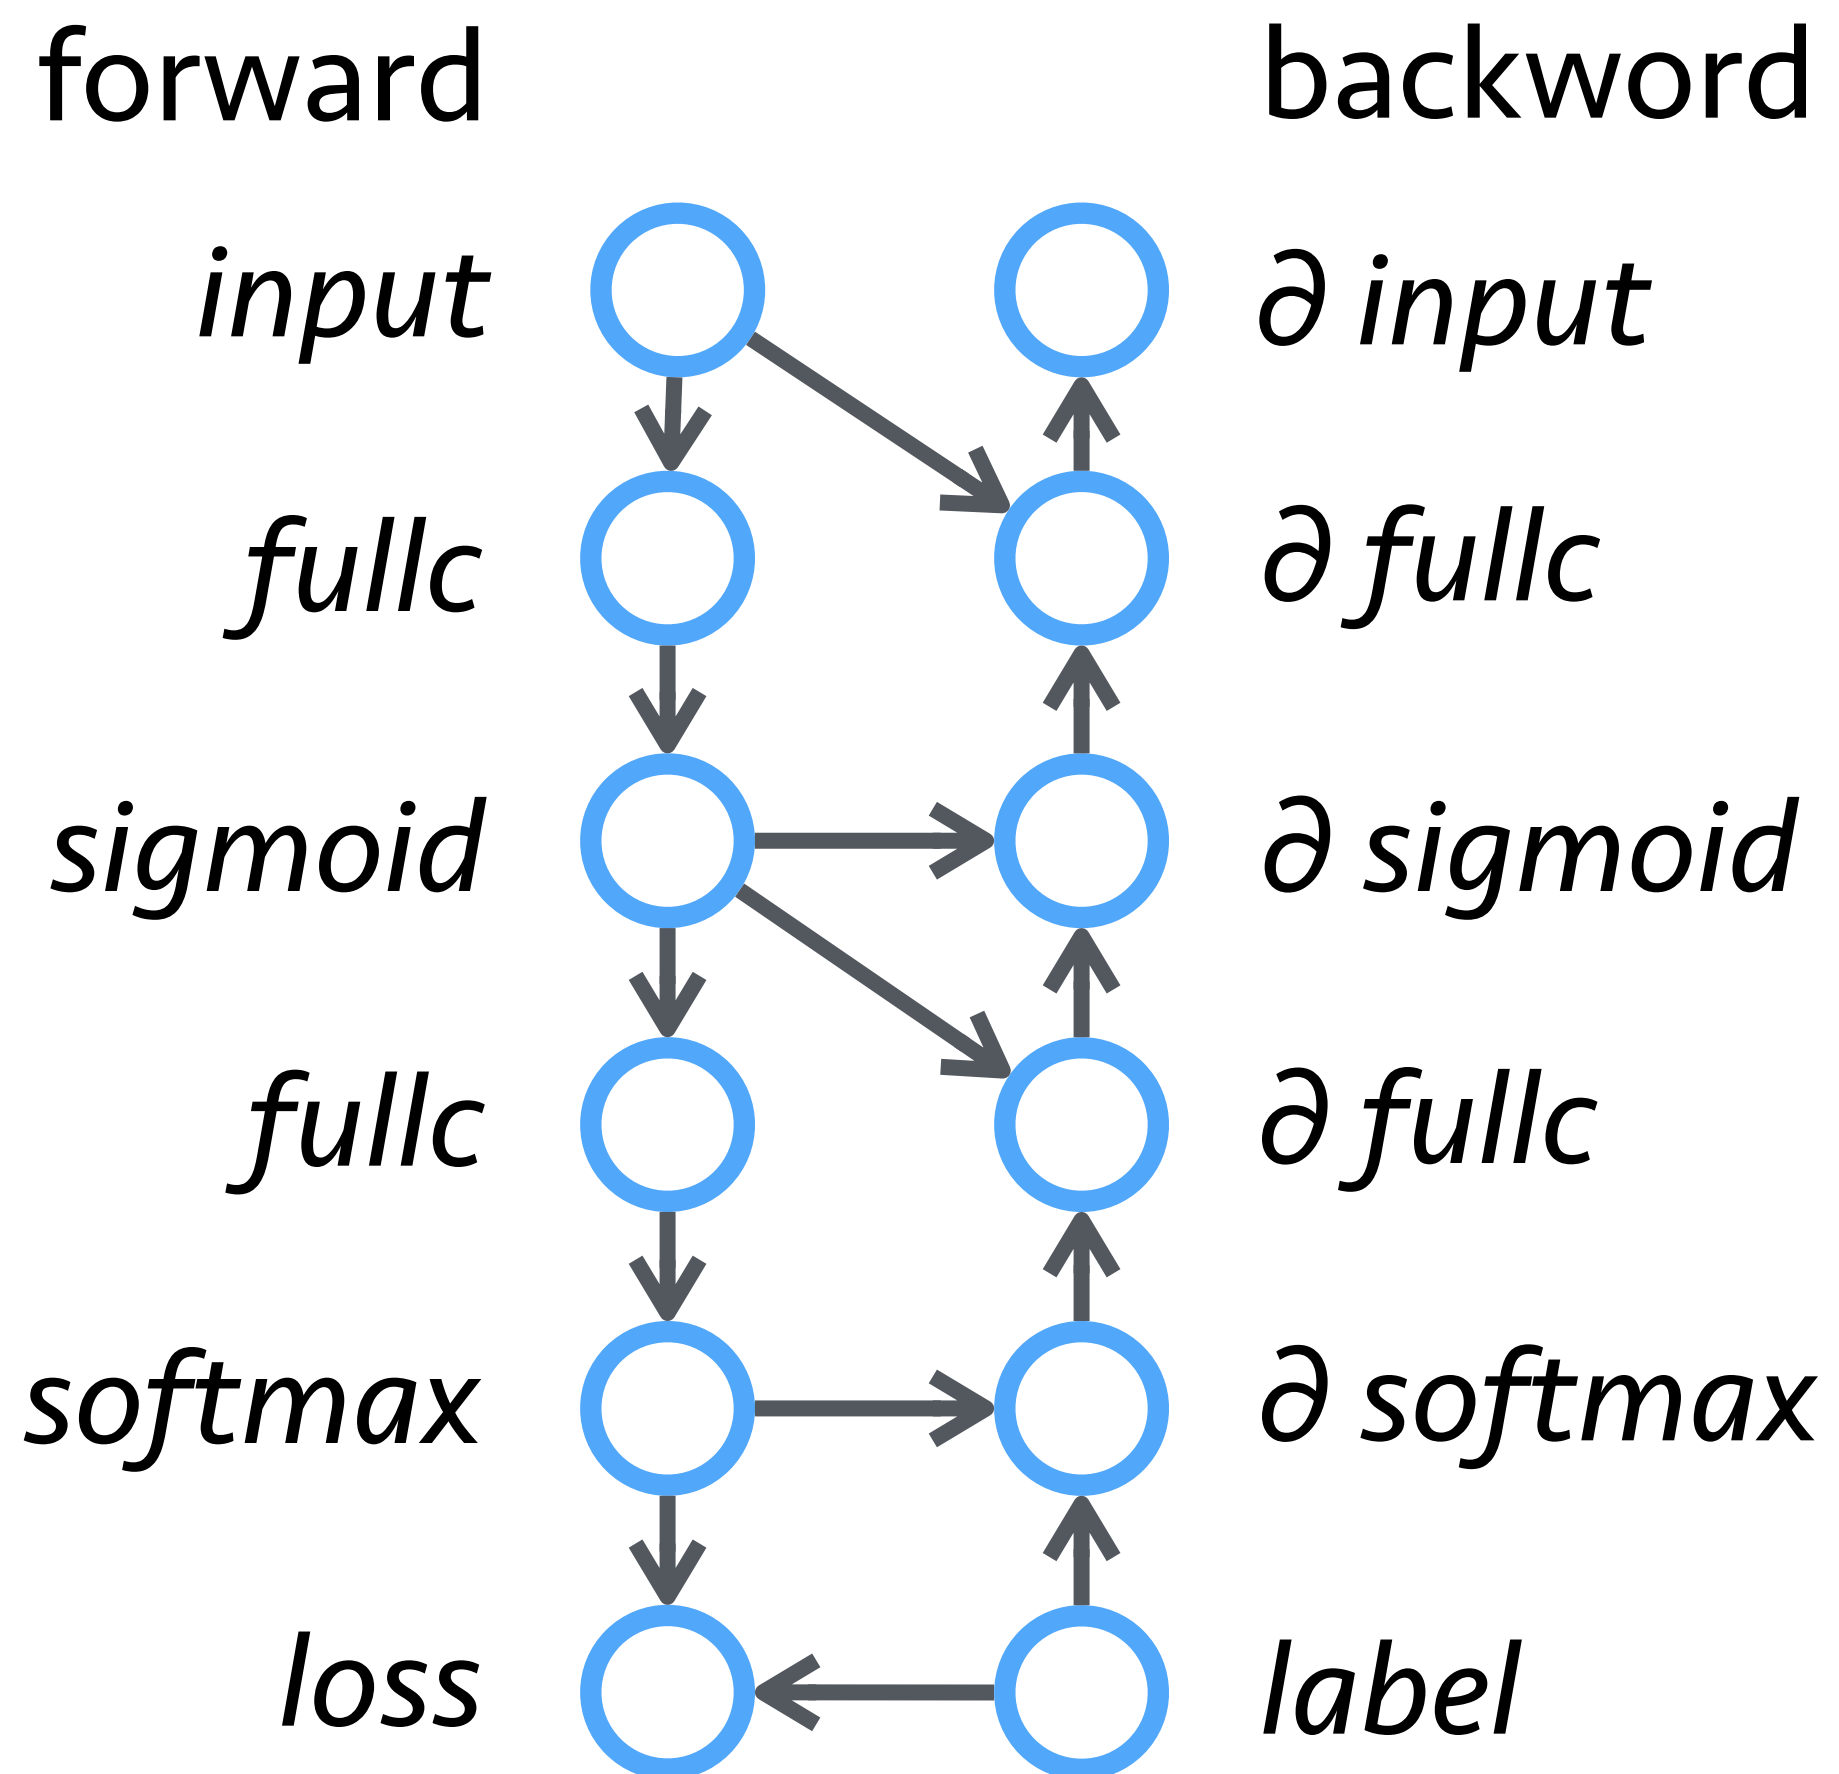 forward backword
input ∂ input
fullc ∂ fullc
sigmoid ∂ sigmoid
fullc ∂ fullc
softmax ∂ softmax
loss label